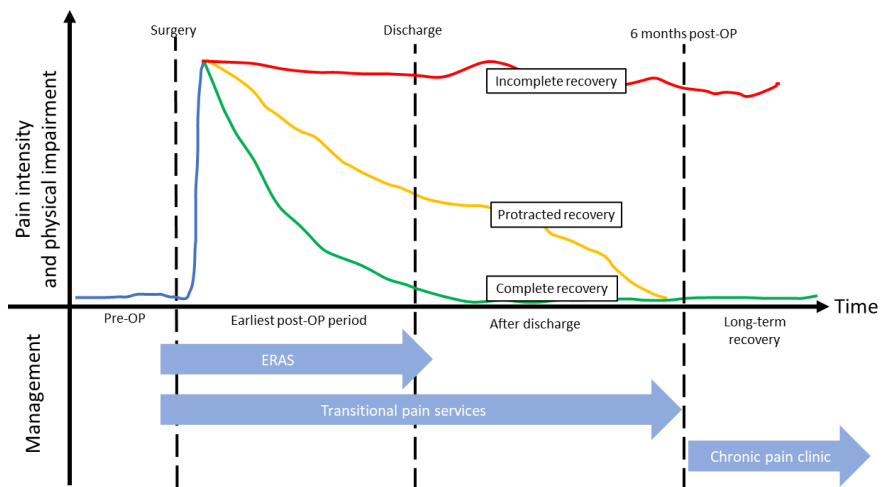 Surgery
Discharge
6 months post-OP
Pain intensity
and physical impairment
Incomplete recovery
Protracted recovery
Complete recovery
Time
Pre-OP
Earliest post-OP period
After discharge
Long-term
recovery
Management
ERAS
Transitional pain services
Chronic pain clinic